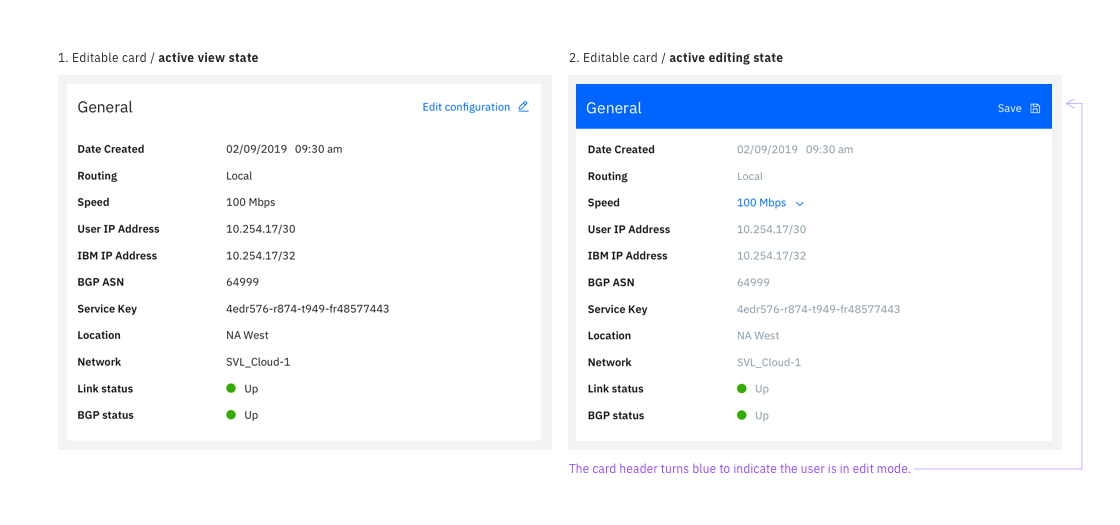 1. Editable card / active view state
General
Edit configuration
Date Created 02/09/2019 09:30 am
Routing Local
Speed 100 Mbps
User IP Address 10.254.17/30
IBM IP Address 10.254.17/32
BGP ASN 64999
Service Key 4edr576-r874-t949-fr48577443
Location NA West
Network SVL_Cloud-1
Link status Up
BGP status Up
2. Editable card / active editing state
General
Save
Date Created 02/09/2019 09:30 am
Routing Local
Speed 100 Mbps
User IP Address 10.254.17/30
IBM IP Address 10.254.17/32
BGP ASN 64999
Service Key 4edr576-r874-t949-fr48577443
Location NA West
Network SVL_Cloud-1
Link status Up
BGP status Up
The card header turns blue to indicate the user is in edit mode.